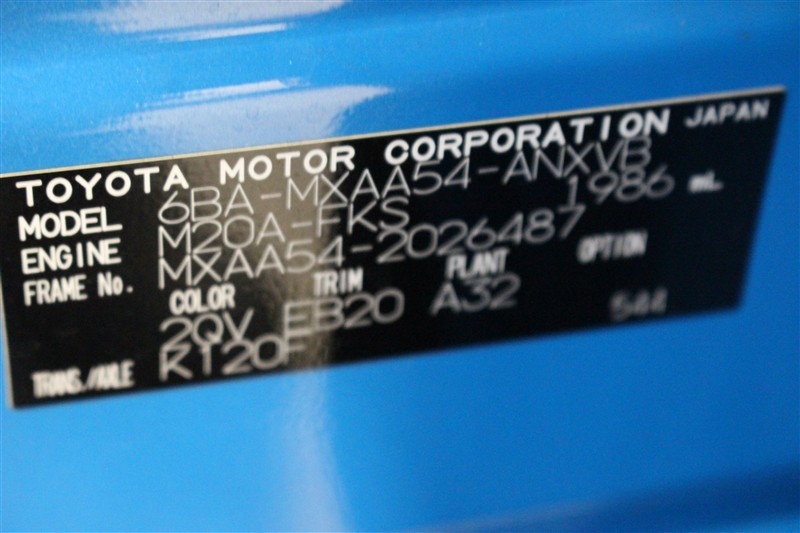 TOYOTA MOTOR CORPORATION JAPAN
MODEL 6BA-MXAA54-ANXVB
ENGINE M20A-FKS 1986 mL
FRAME No. MXAA54-2026487
COLOR TRIM PLANT OPTION
2QV EB20 A32 544
TRANS./AXLE K120F